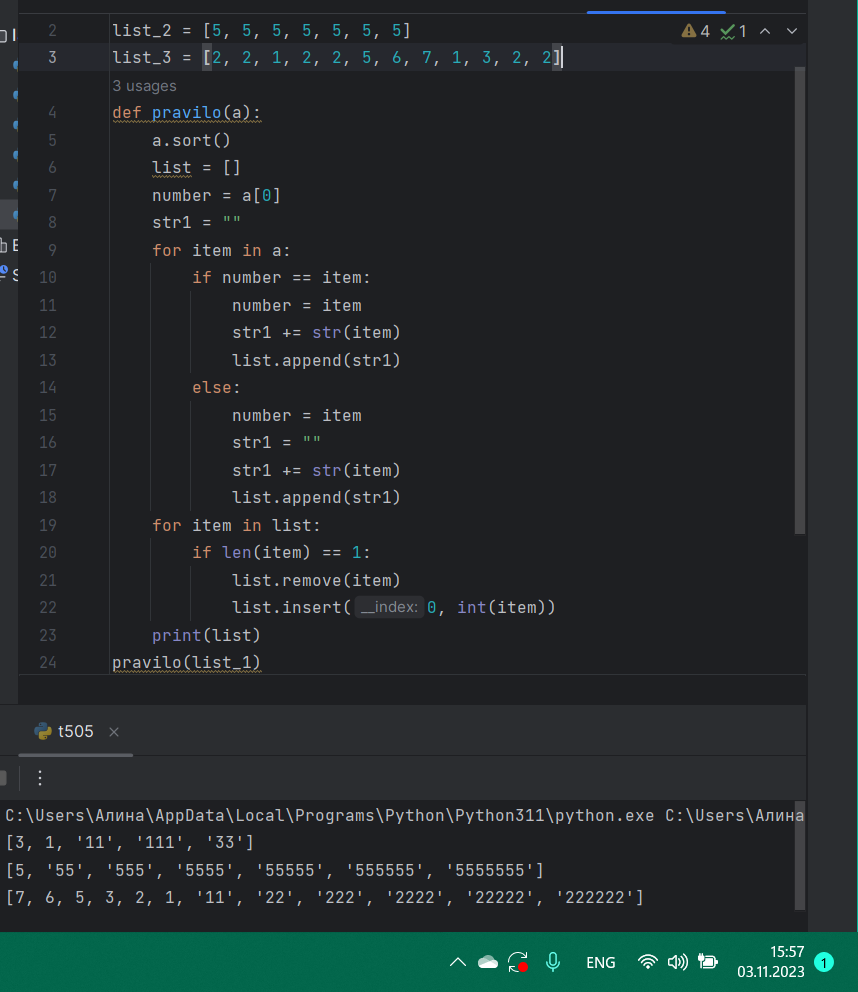 2 list_2 = [5, 5, 5, 5, 5, 5, 5]
4 1
3 list_3 = [2, 2, 1, 2, 2, 5, 6, 7, 1, 3, 2, 2]
3 usages
4 def pravilo(a):
5 a.sort()
6 list = []
7 number = a[0]
8 str1 = ""
9 for item in a:
10 if number == item:
11 number = item
12 str1 += str(item)
13 list.append(str1)
14 else:
15 number = item
16 str1 = ""
17 str1 += str(item)
18 list.append(str1)
19 for item in list:
20 if len(item) == 1:
21 list.remove(item)
22 list.insert(__index: 0, int(item))
23 print(list)
24 pravilo(list_1)
t505
C:\Users\Алина\AppData\Local\Programs\Python\Python311\python.exe C:\Users\Алина
[3, 1, '11', '111', '33']
[5, '55', '555', '5555', '55555', '555555', '5555555']
[7, 6, 5, 3, 2, 1, '11', '22', '222', '2222', '22222', '222222']
ENG
15:57
03.11.2023
1